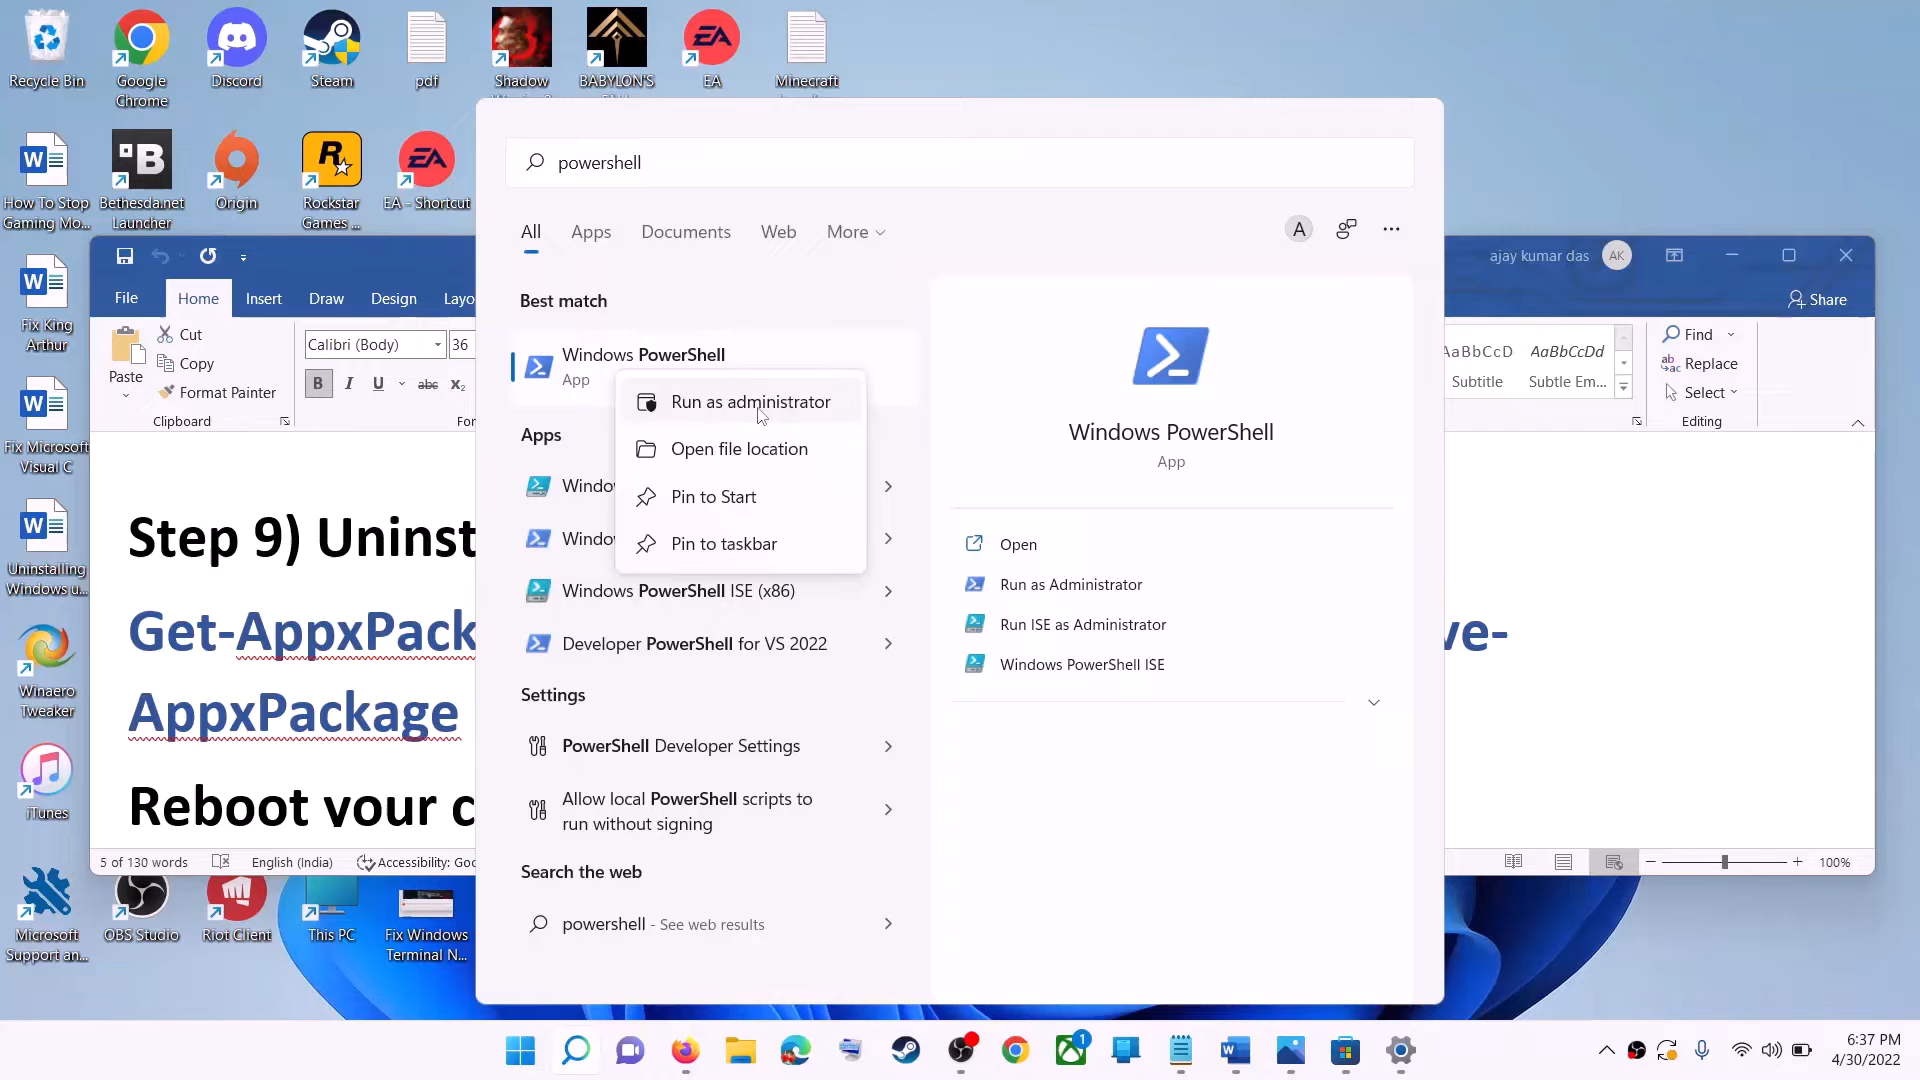 Recycle Bin
Google
Chrome
Discord
Steam
pdf
Shadow
BABYLON'S
EA
Minecraft
How To Stop
Gaming Mo...
Bethesda.net
Launcher
Origin
Rockstar
Games ...
EA - Shortcut
Fix King
Arthur
Fix Microsoft
Visual C
Uninstalling
Windows u...
Winaero
Tweaker
iTunes
Microsoft
Support an...
OBS Studio
Riot Client
This PC
Fix Windows
Terminal N...
ajay kumar das AK
File Home Insert Draw Design Layo
Share
Paste
Cut
Copy
Format Painter
Clipboard
Calibri (Body) 36
B I U abc x₂
Subtitle
AaBbCcDd
Subtle Em...
Find
Replace
Select
Editing
Step 9) Uninst
Get-AppxPack
ve-
AppxPackage
Reboot your c
5 of 130 words English (India) Accessibility: Goo
100%
powershell
All Apps Documents Web More
A
Best match
Windows PowerShell
App
Run as administrator
Open file location
Pin to Start
Pin to taskbar
Apps
Windo
Windo
Windows PowerShell ISE (x86)
Developer PowerShell for VS 2022
Settings
PowerShell Developer Settings
Allow local PowerShell scripts to
run without signing
Search the web
powershell - See web results
Windows PowerShell
App
Open
Run as Administrator
Run ISE as Administrator
Windows PowerShell ISE
1
6:37 PM
4/30/2022